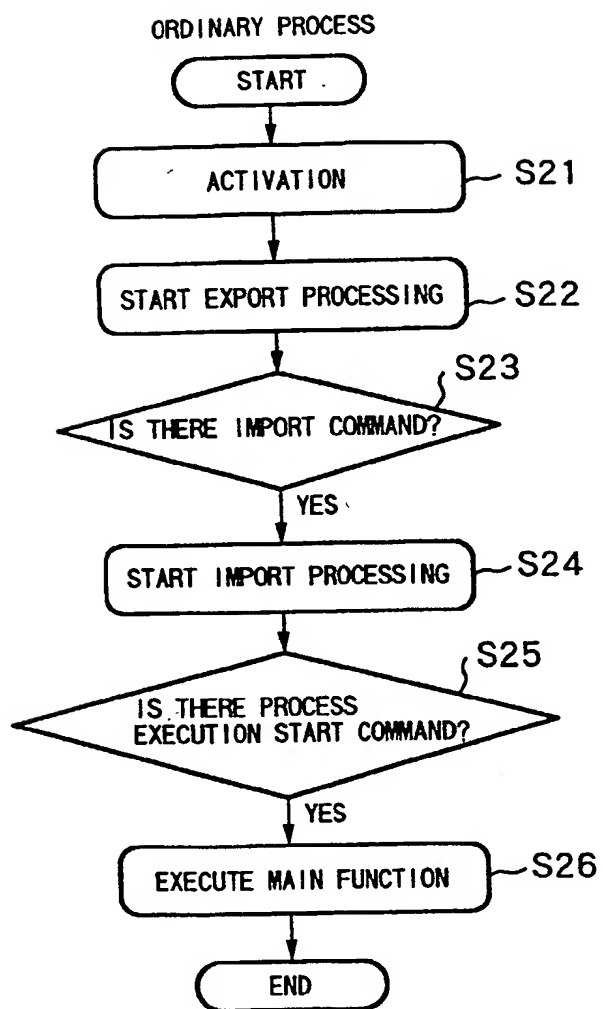 ORDINARY PROCESS
START
ACTIVATION
S21
START EXPORT PROCESSING
S22
S23
IS THERE IMPORT COMMAND?
YES
START IMPORT PROCESSING
S24
S25
IS THERE PROCESS
EXECUTION START COMMAND?
YES
EXECUTE MAIN FUNCTION
S26
END